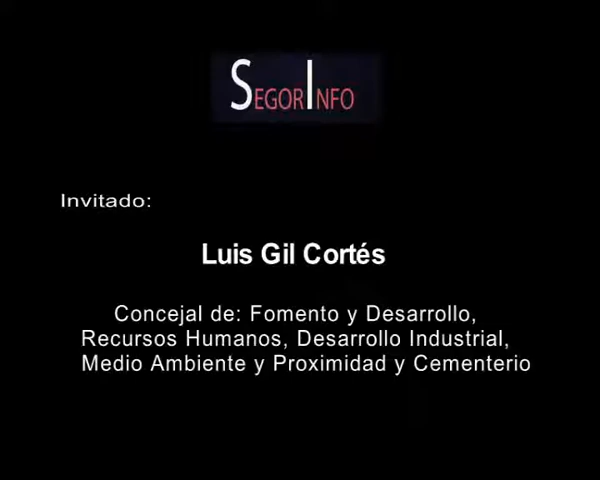 SEGORINFO
Invitado:
Luis Gil Cortés
Concejal de: Fomento y Desarrollo,
Recursos Humanos, Desarrollo Industrial,
Medio Ambiente y Proximidad y Cementerio